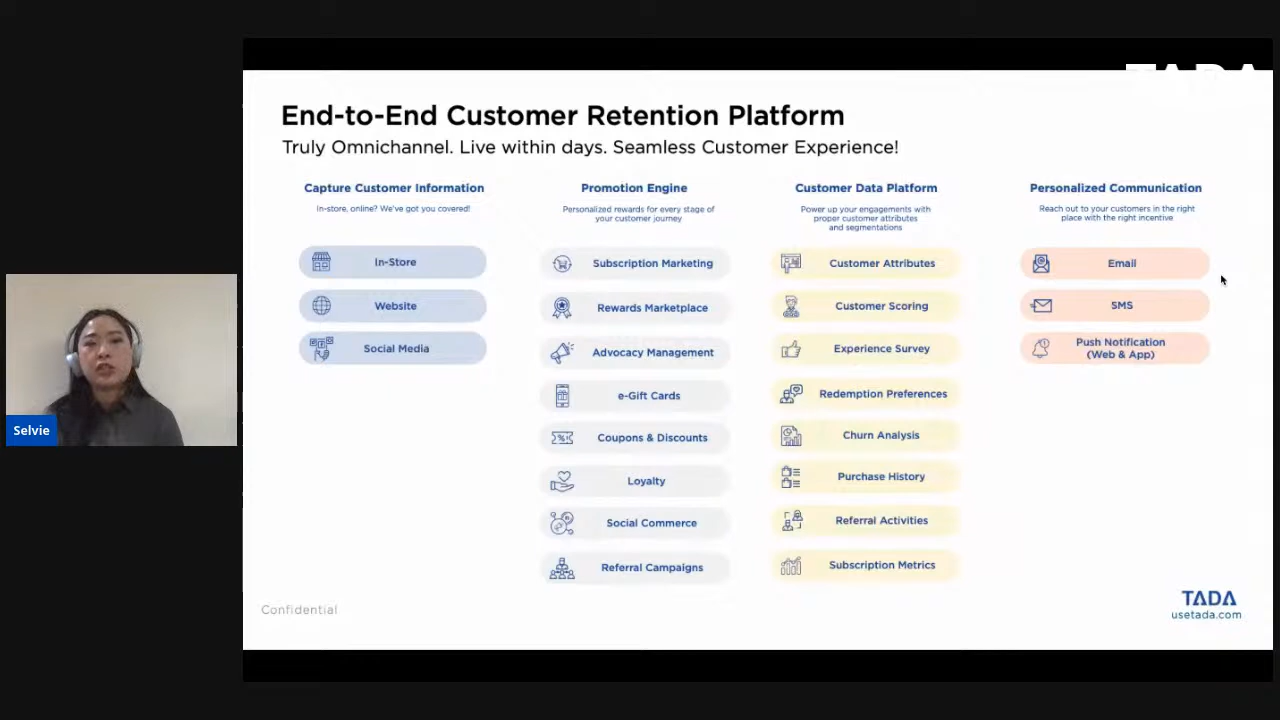 TADA
End-to-End Customer Retention Platform
Truly Omnichannel. Live within days. Seamless Customer Experience!
Capture Customer Information
In-store, online? We've got you covered!
In-Store
Website
Social Media
Promotion Engine
Personalized rewards for every stage of
your customer journey
Subscription Marketing
Rewards Marketplace
Advocacy Management
e-Gift Cards
Coupons & Discounts
Loyalty
Social Commerce
Referral Campaigns
Customer Data Platform
Power up your engagements with
proper customer attributes
and segmentations
Customer Attributes
Customer Scoring
Experience Survey
Redemption Preferences
Churn Analysis
Purchase History
Referral Activities
Subscription Metrics
Personalized Communication
Reach out to your customers in the right
place with the right incentive
Email
SMS
Push Notification
(Web & App)
Selvie
Confidential
TADA
usetada.com